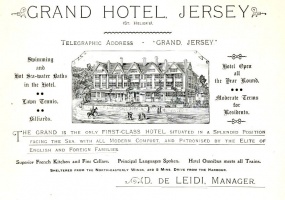 GRAND HOTEL, JERSEY
(ST. HELIER'S).
TELEGRAPHIC ADDRESS - "GRAND, JERSEY"
Swimming
and
Hot Sea-water Baths
in the Hotel.
Lawn Tennis.
Billiards.
Hotel Open
all the
Year Round.
Moderate Terms
for
Residents.
THE GRAND IS THE ONLY FIRST-CLASS HOTEL SITUATED IN A SPLENDID POSITION
FACING THE SEA WITH ALL MODERN COMFORT, AND PATRONISED BY THE ELITE OF
ENGLISH AND FOREIGN FAMILIES.
Superior French Kitchen and Fine Cellars. Principal Languages Spoken. Hotel Omnibus meets all Trains.
SHELTERED FROM THE NORTH-EASTERLY WINDS, AND 5 MINS. DRIVE FROM THE HARBOUR.
D. DE LEIDI, MANAGER.